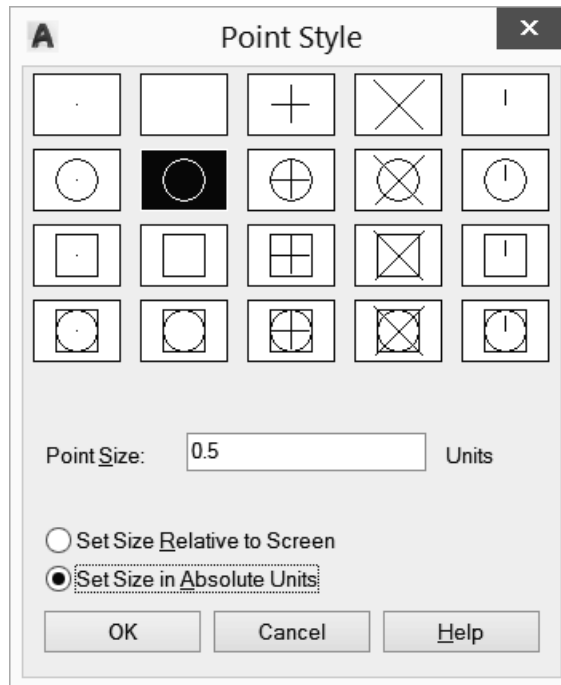 A Point Style x
Point Size: 0.5 Units
Set Size Relative to Screen
Set Size in Absolute Units
OK Cancel Help